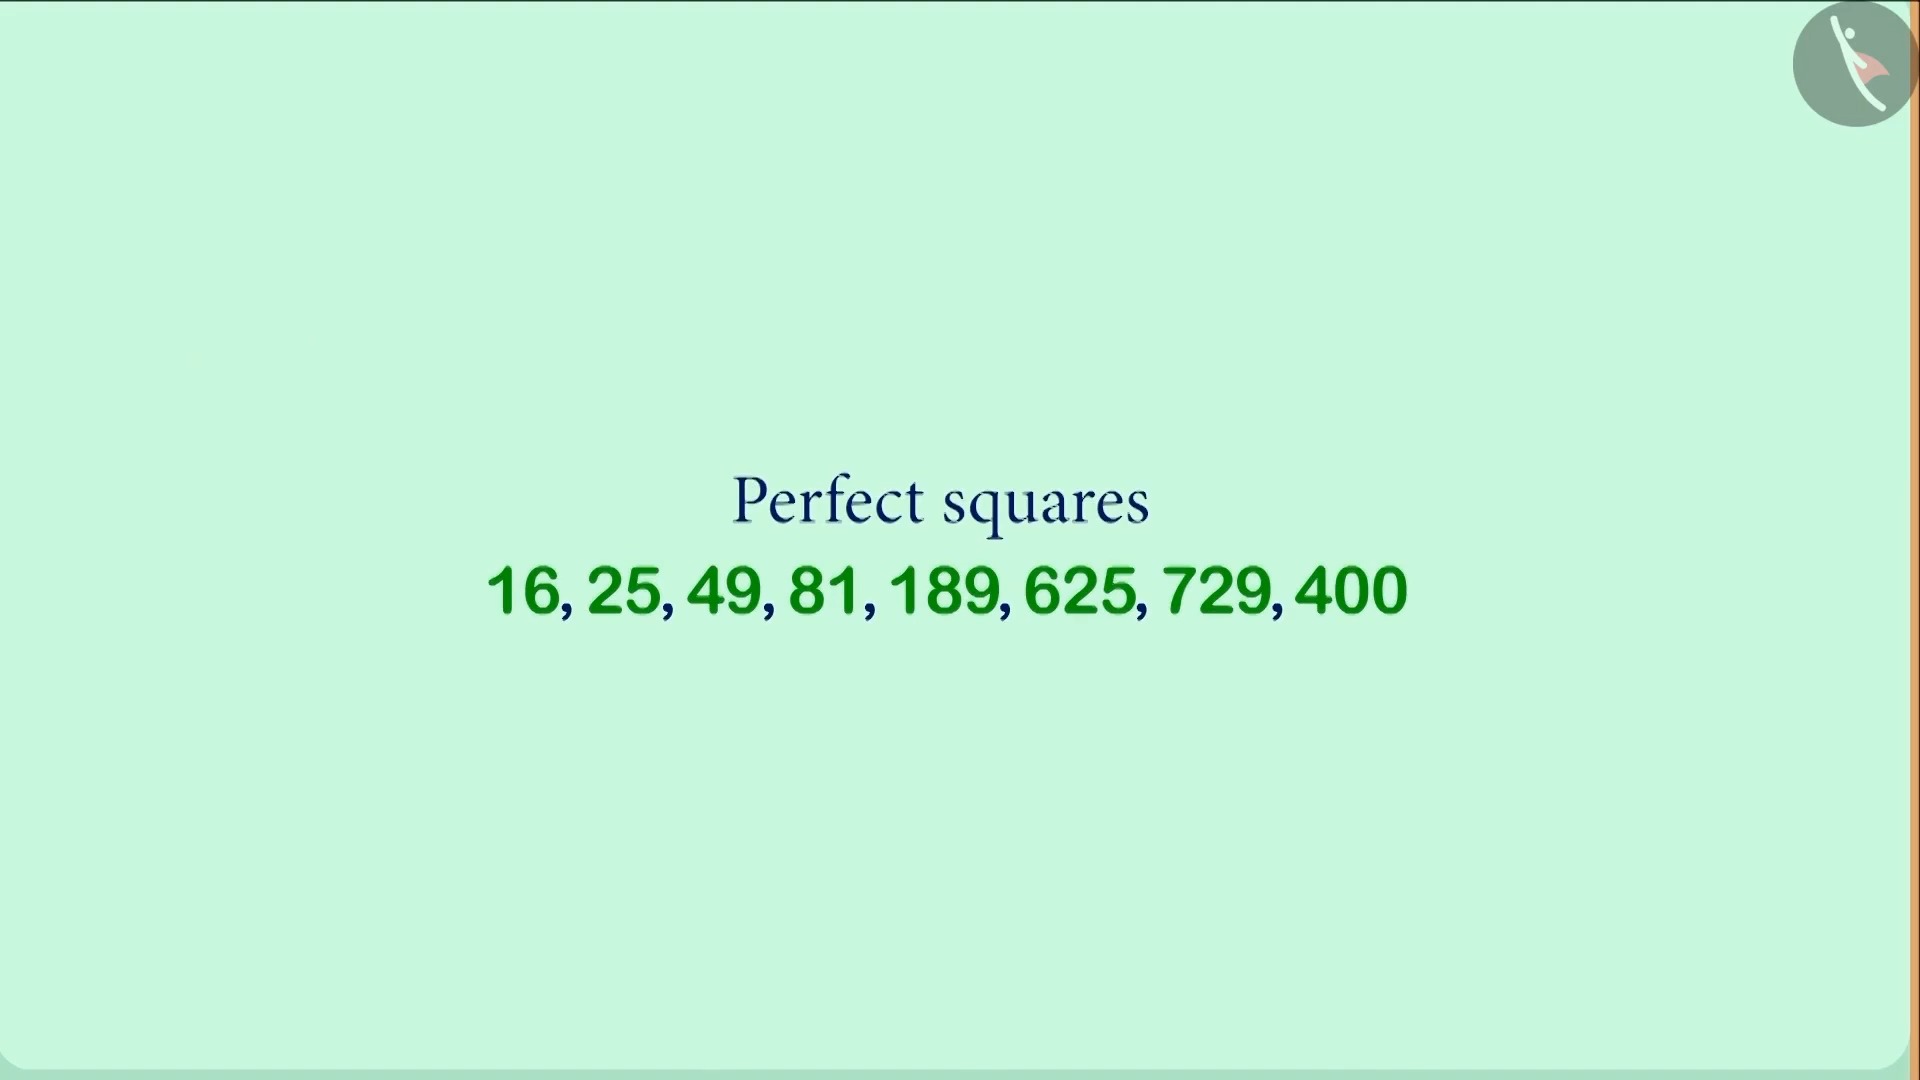 Perfect squares
16, 25, 49, 81, 189, 625, 729, 400